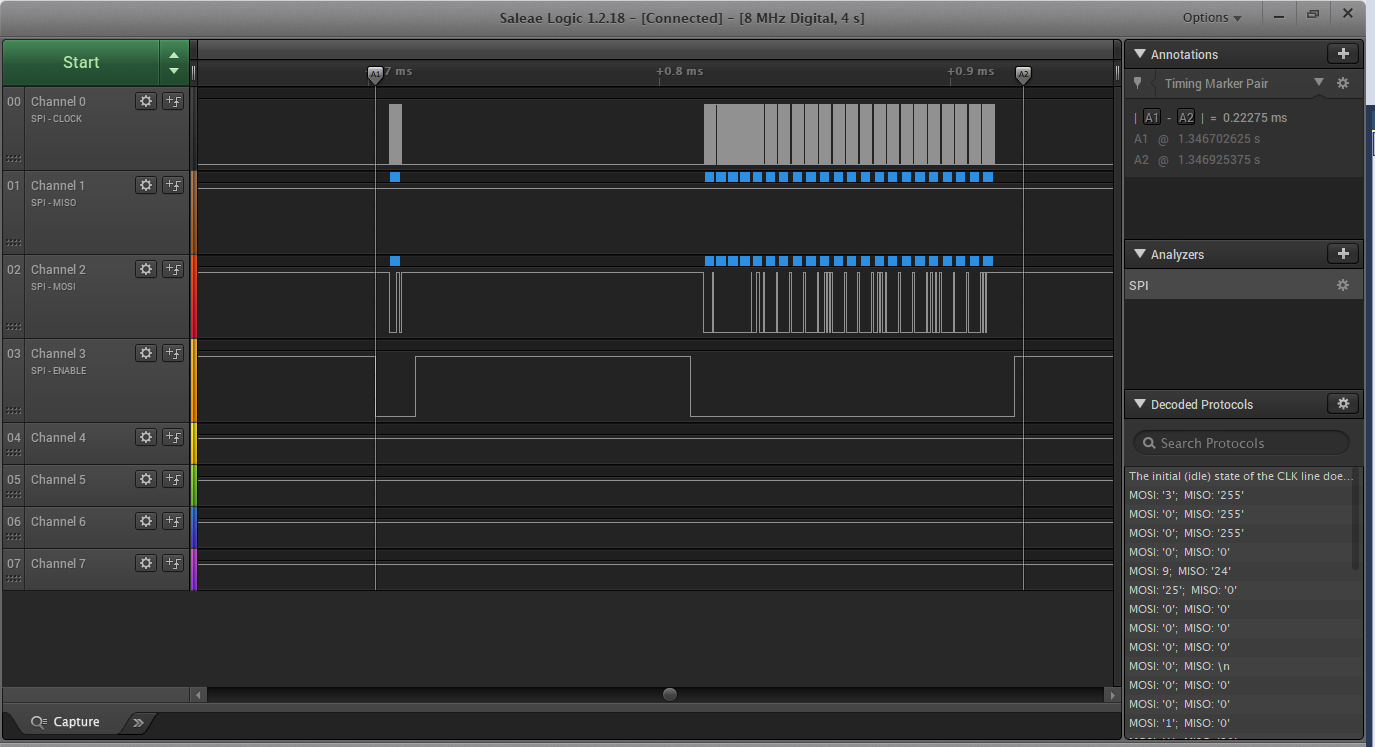 Saleae Logic 1.2.18 - [Connected] - [8 MHz Digital, 4 s]
Options
Start
7 ms
+0.8 ms
+0.9 ms
A1
A2
00 Channel 0
SPI - CLOCK
01 Channel 1
SPI - MISO
02 Channel 2
SPI - MOSI
03 Channel 3
SPI - ENABLE
04 Channel 4
05 Channel 5
06 Channel 6
07 Channel 7
Capture
Annotations
Timing Marker Pair
| A1 - A2 | = 0.22275 ms
A1 @ 1.346702625 s
A2 @ 1.346925375 s
Analyzers
SPI
Decoded Protocols
Search Protocols
The initial (idle) state of the CLK line doe...
MOSI: '3'; MISO: '255'
MOSI: '0'; MISO: '255'
MOSI: '0'; MISO: '255'
MOSI: '0'; MISO: '0'
MOSI: 9; MISO: '24'
MOSI: '25'; MISO: '0'
MOSI: '0'; MISO: '0'
MOSI: '0'; MISO: '0'
MOSI: '0'; MISO: '0'
MOSI: '0'; MISO: \n
MOSI: '0'; MISO: '0'
MOSI: '0'; MISO: '0'
MOSI: '1'; MISO: '0'